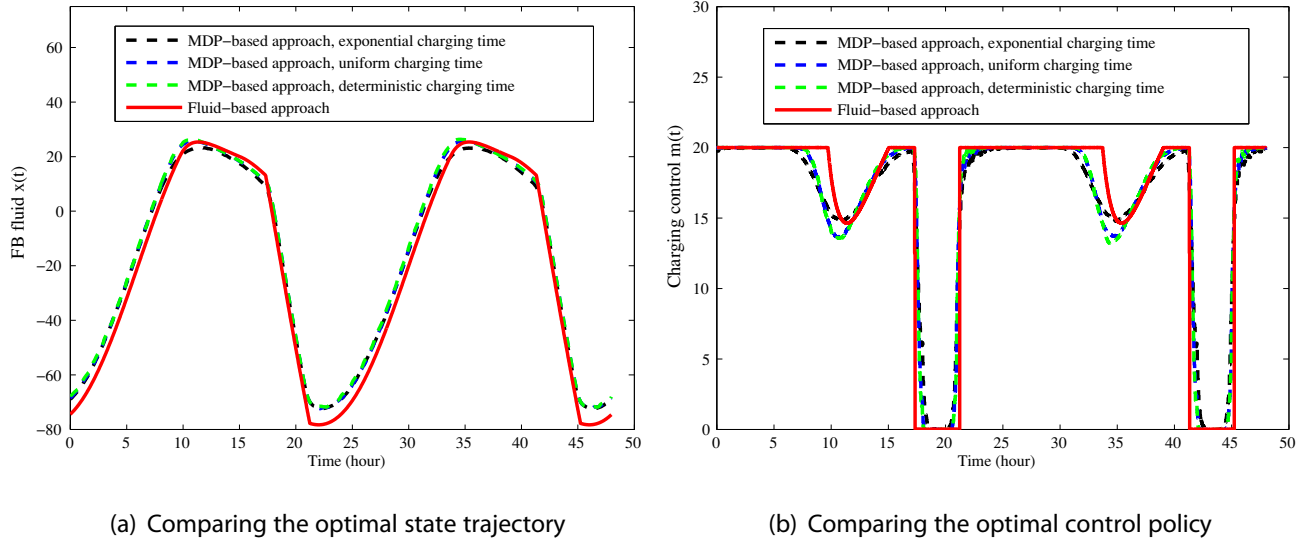 80
60
40
20
0
−20
−40
−60
−80
FB fluid x(t)
MDP−based approach, exponential charging time
MDP−based approach, uniform charging time
MDP−based approach, deterministic charging time
Fluid−based approach
0 5 10 15 20 25 30 35 40 45 50
Time (hour)
(a) Comparing the optimal state trajectory
30
25
20
15
10
5
0
Charging control m(t)
MDP−based approach, exponential charging time
MDP−based approach, uniform charging time
MDP−based approach, deterministic charging time
Fluid−based approach
0 5 10 15 20 25 30 35 40 45 50
Time (hour)
(b) Comparing the optimal control policy